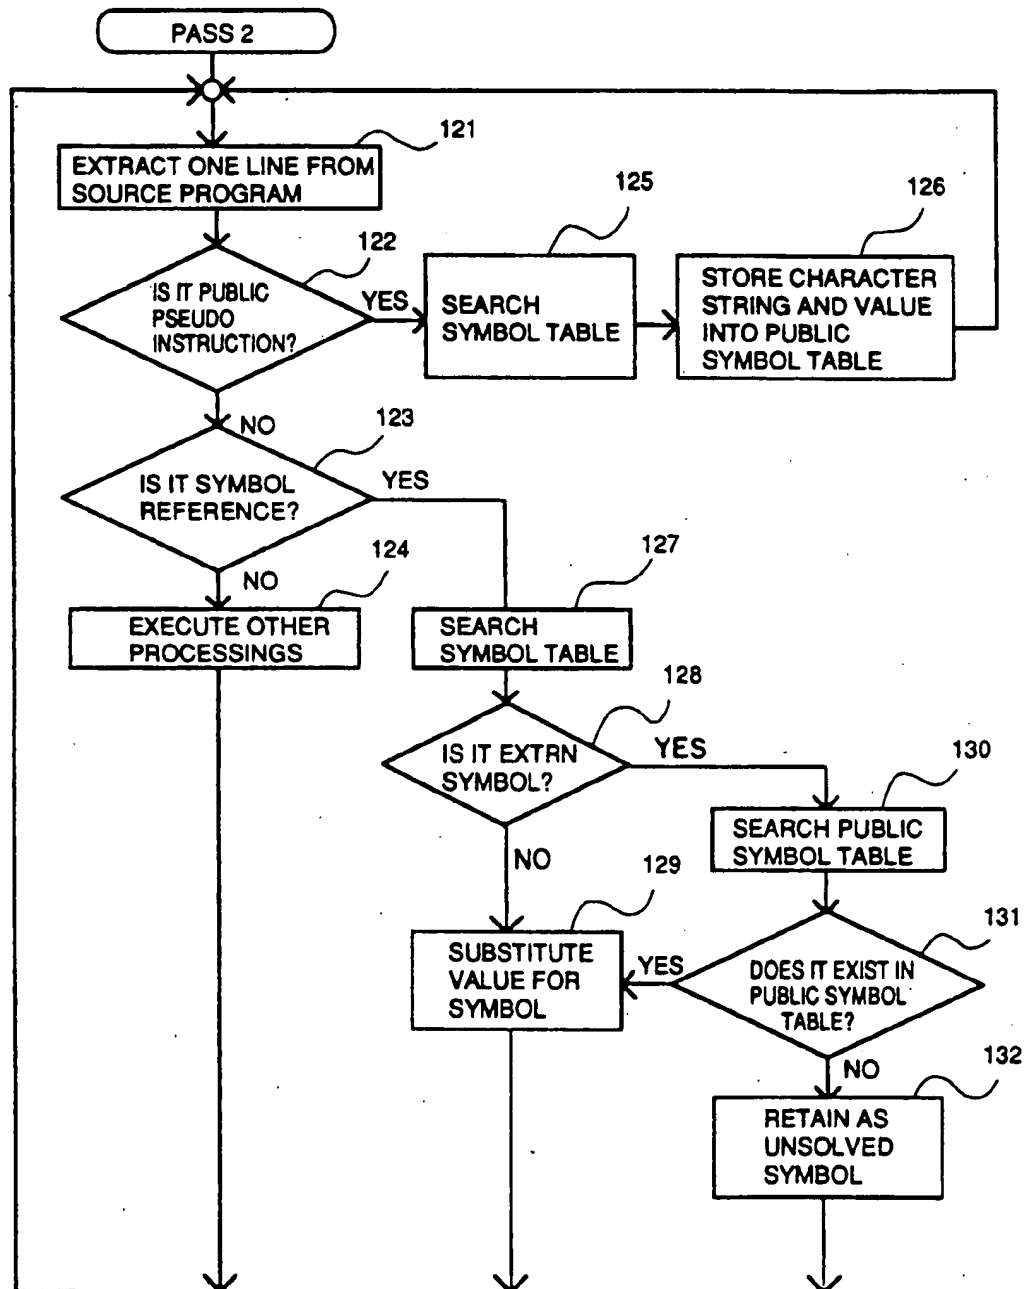 PASS 2
121
EXTRACT ONE LINE FROM
SOURCE PROGRAM
122
IS IT PUBLIC
PSEUDO
INSTRUCTION?
YES
125
SEARCH
SYMBOL TABLE
126
STORE CHARACTER
STRING AND VALUE
INTO PUBLIC
SYMBOL TABLE
NO
123
IS IT SYMBOL
REFERENCE?
YES
NO
124
EXECUTE OTHER
PROCESSINGS
127
SEARCH
SYMBOL TABLE
128
IS IT EXTRN
SYMBOL?
YES
130
SEARCH PUBLIC
SYMBOL TABLE
NO
129
SUBSTITUTE
VALUE FOR
SYMBOL
YES
131
DOES IT EXIST IN
PUBLIC SYMBOL
TABLE?
NO
132
RETAIN AS
UNSOLVED
SYMBOL